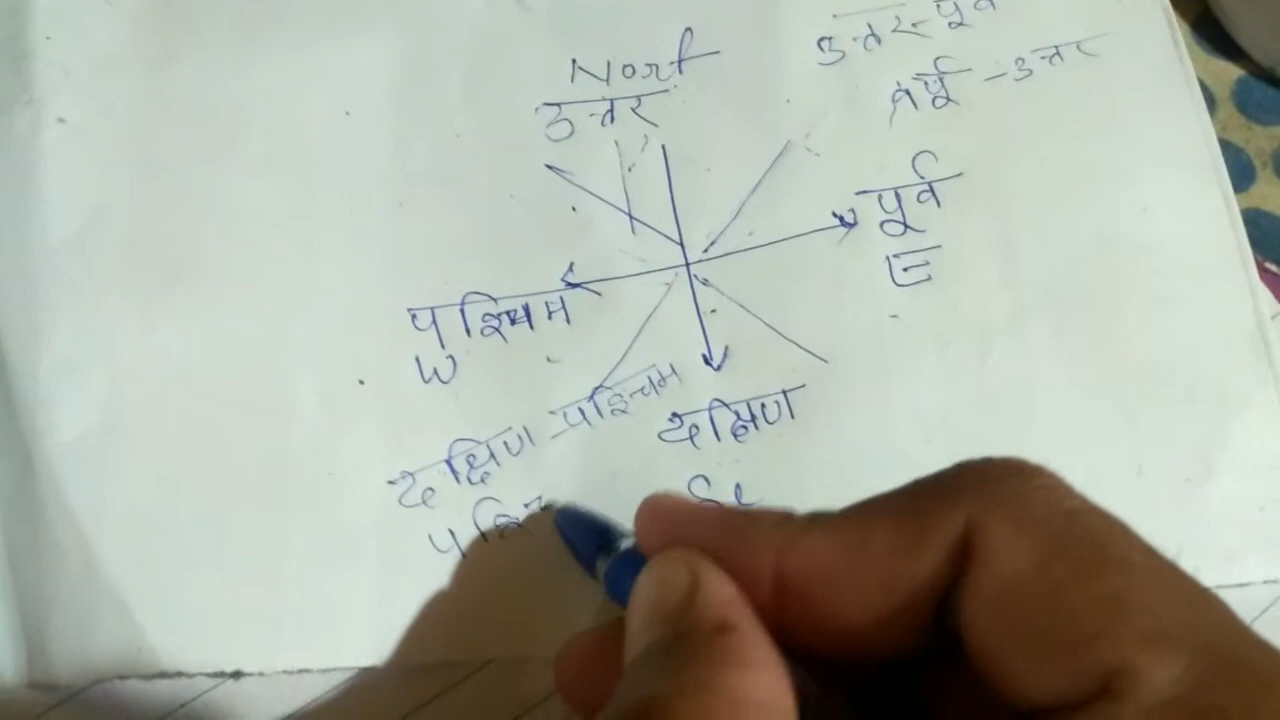 उत्तर-पूर्व
Nort
उत्तर
पूर्व-उत्तर
पूर्व
E
पश्चिम
W
दक्षिण-पश्चिम
दक्षिण